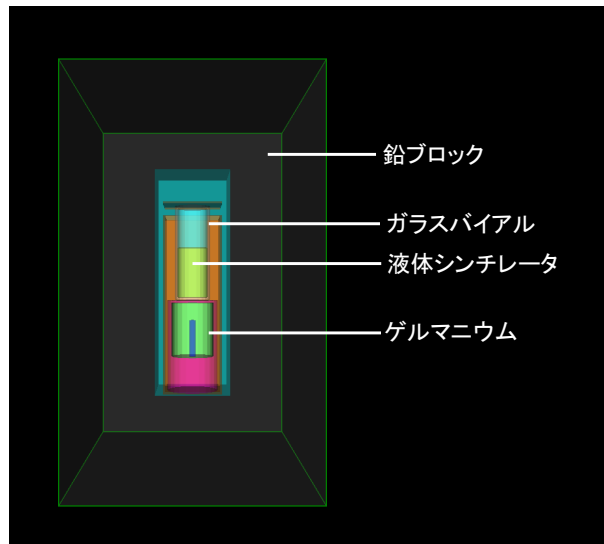 鉛ブロック
ガラスバイアル
液体シンチレータ
ゲルマニウム